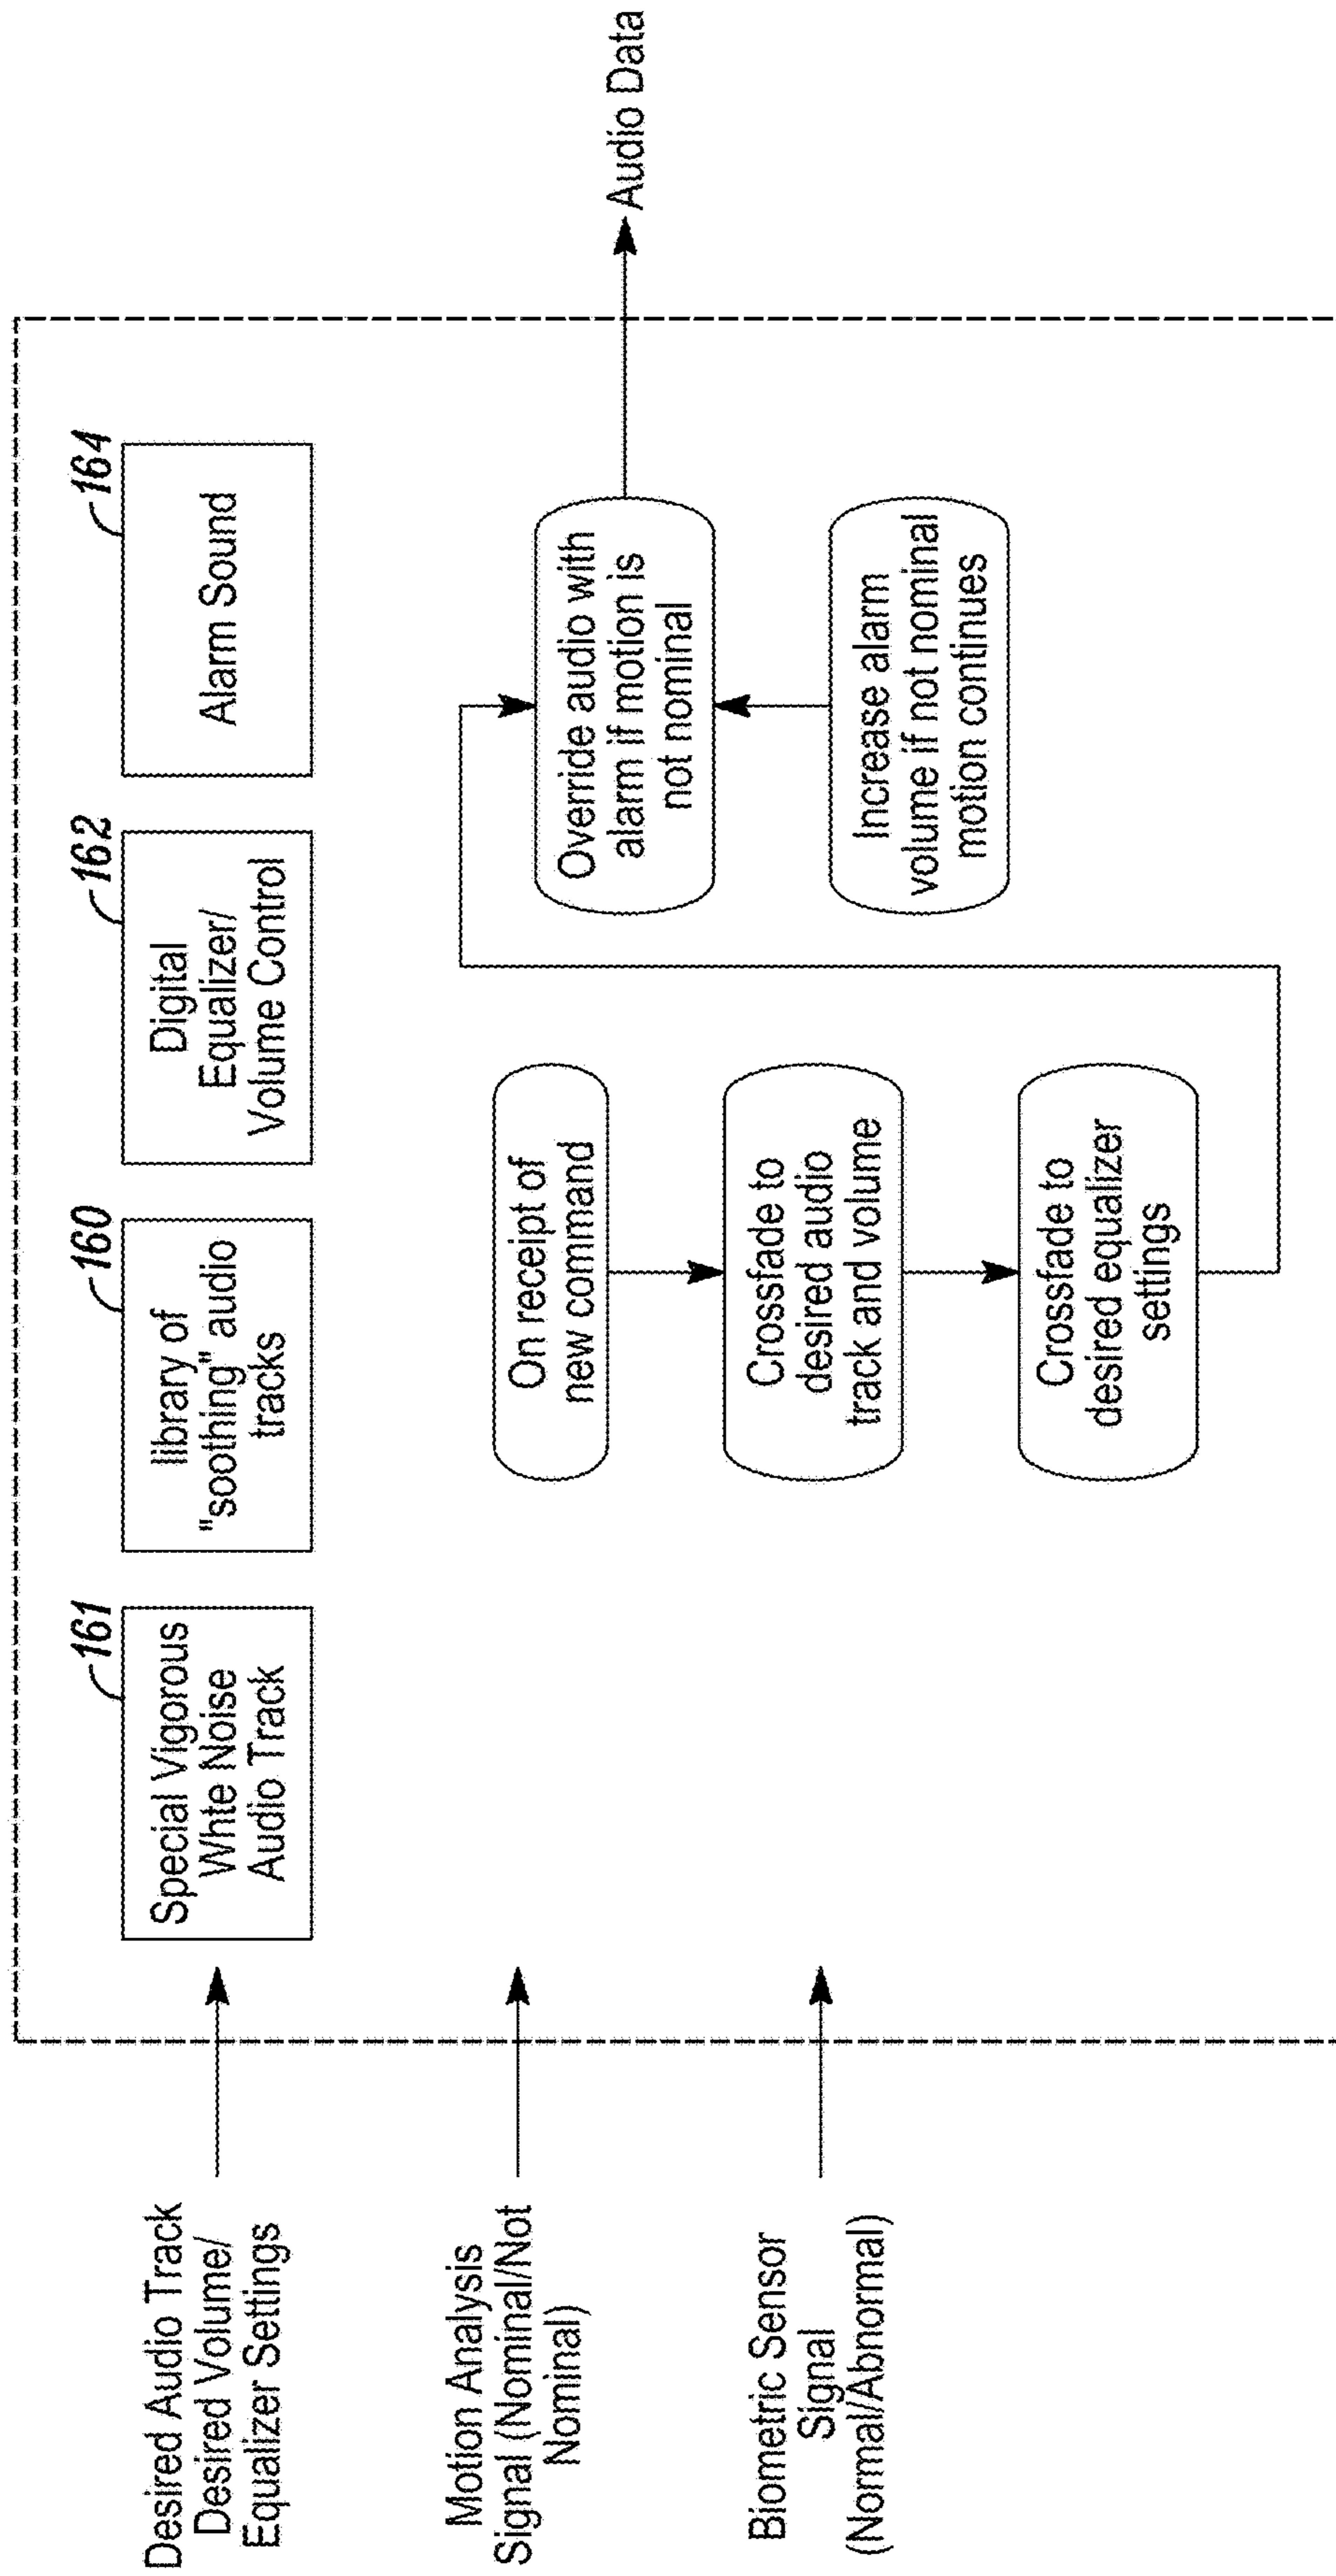 Desired Audio Track
Desired Volume/
Equalizer Settings
Motion Analysis
Signal (Nominal/Not
Nominal)
Biometric Sensor
Signal
(Normal/Abnormal)
161
Special Vigorous
Whte Noise
Audio Track
160
library of
"soothing" audio
tracks
162
Digital
Equalizer/
Volume Control
164
Alarm Sound
On receipt of
new command
Crossfade to
desired audio
track and volume
Crossfade to
desired equalizer
settings
Override audio with
alarm if motion is
not nominal
Increase alarm
volume if not nominal
motion continues
Audio Data